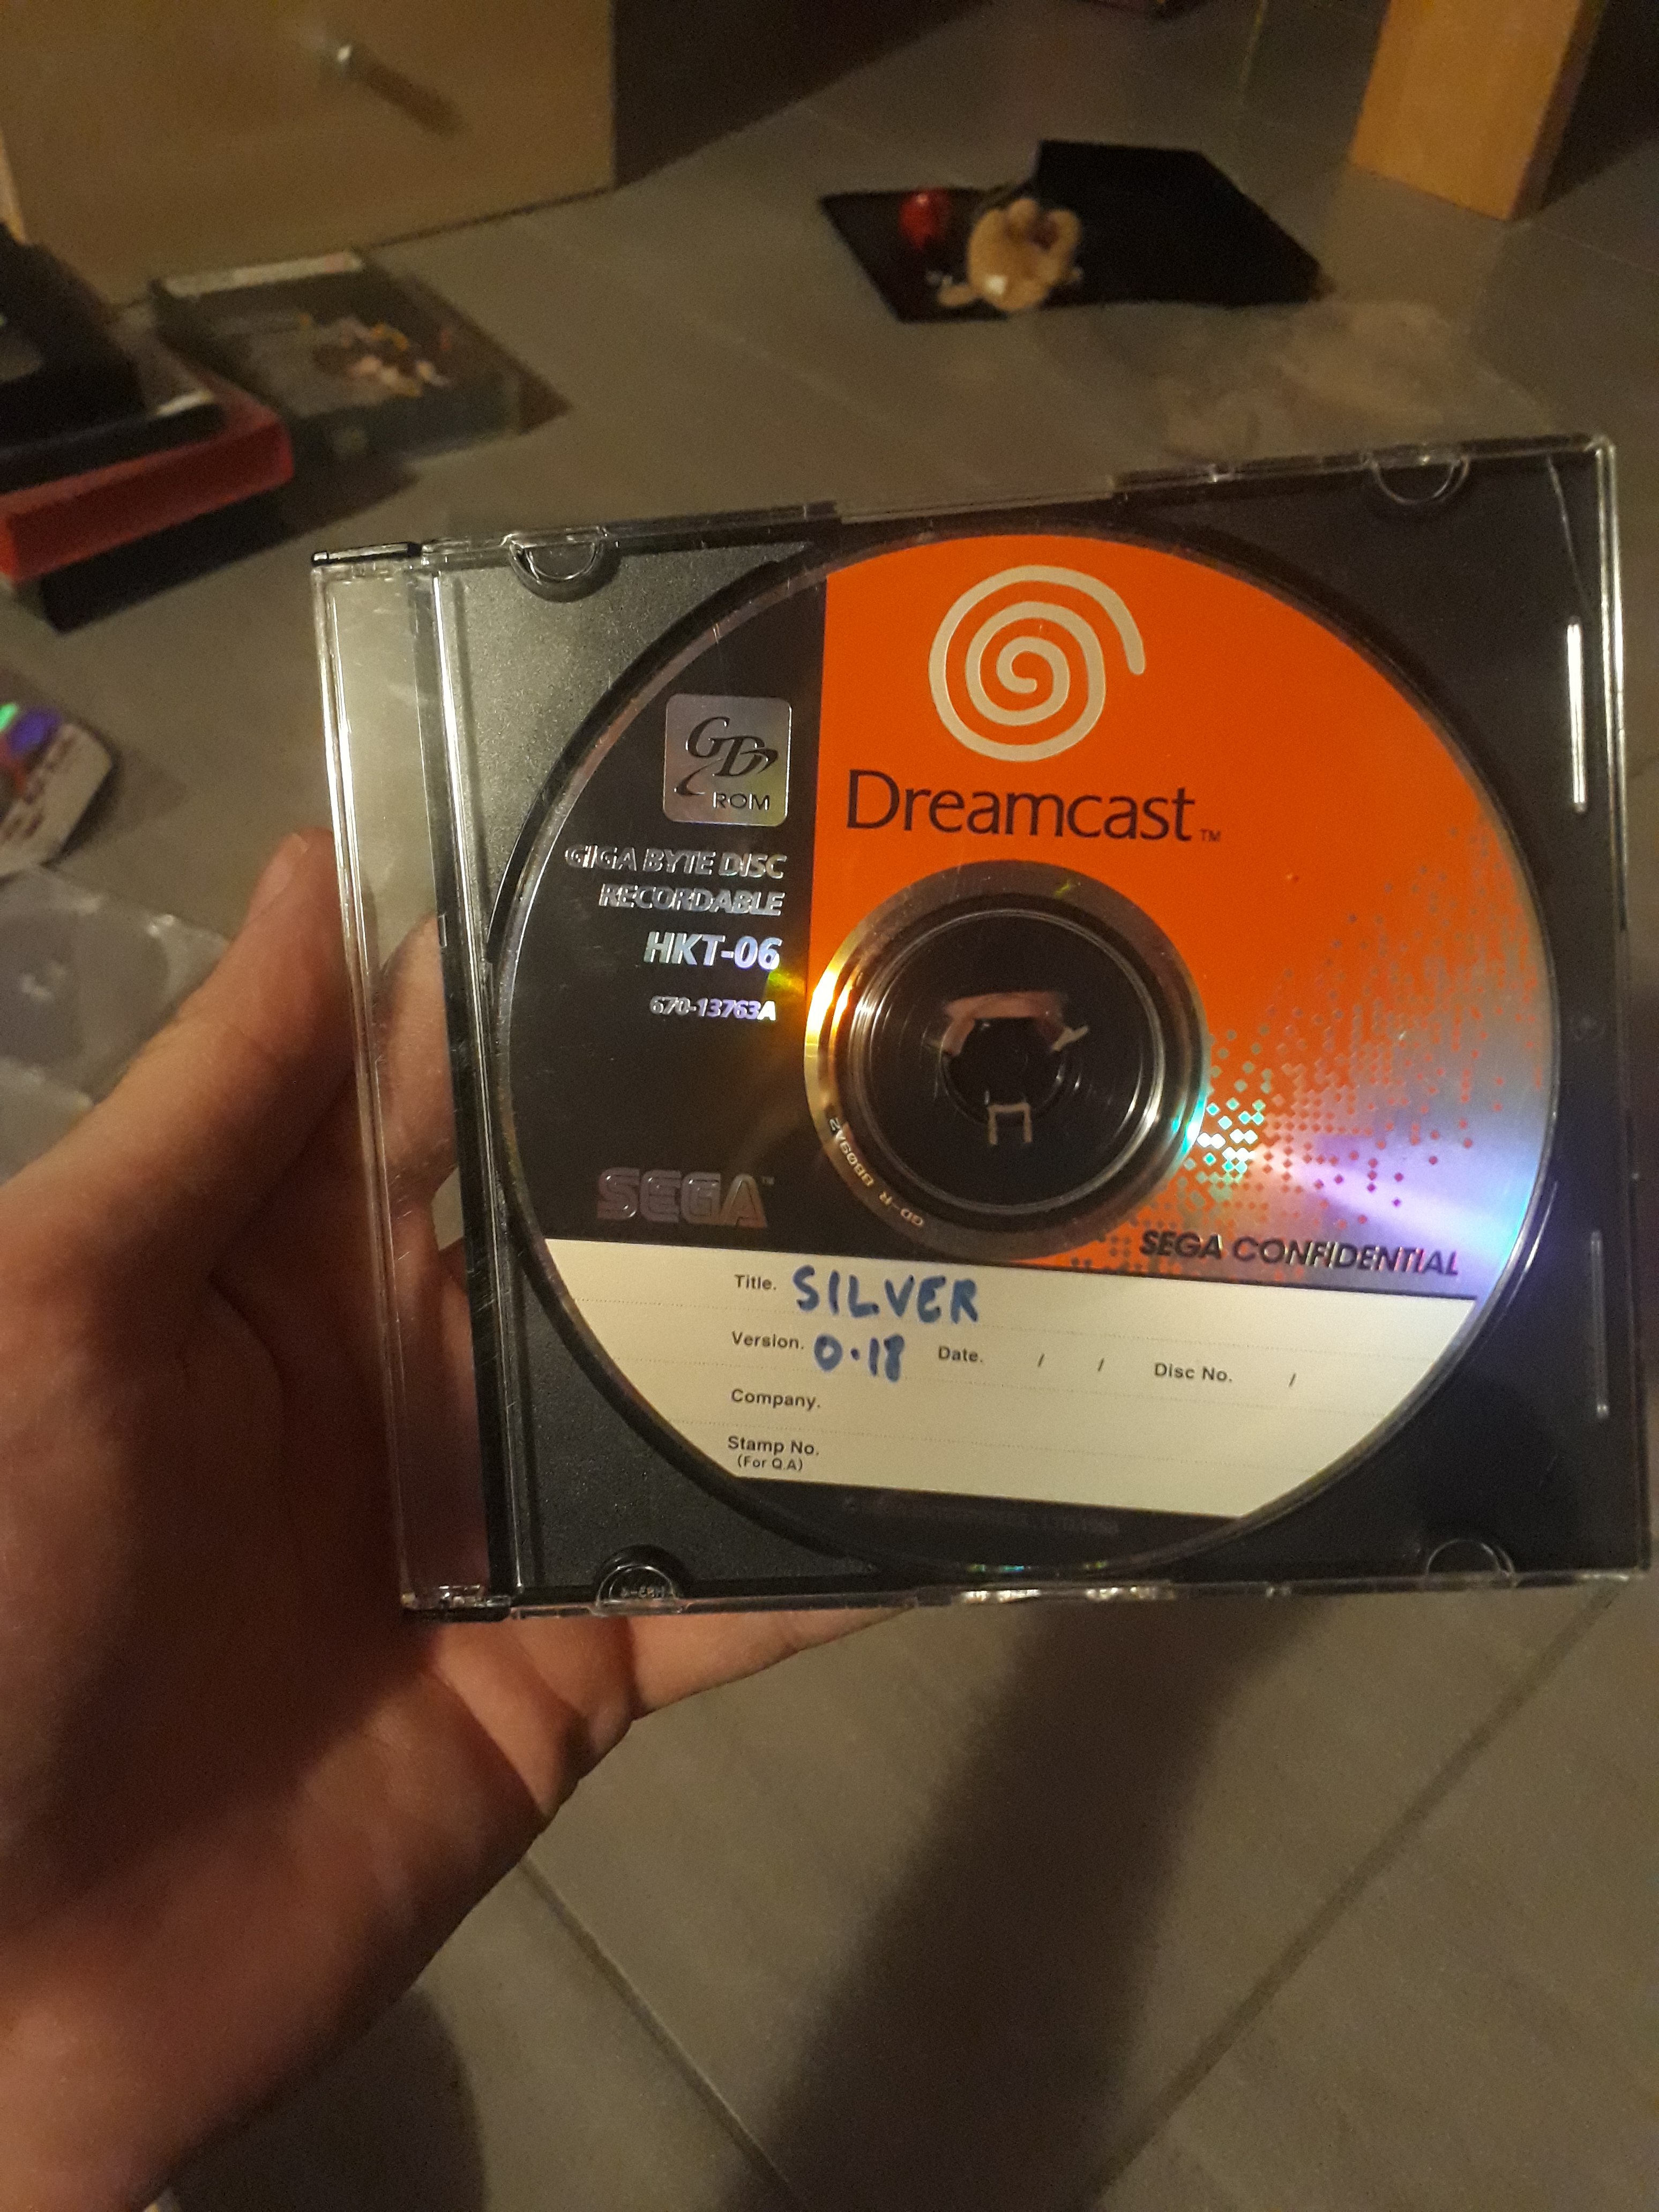 Dreamcast™
GD
ROM
GIGA BYTE DISC
RECORDABLE
HKT-06
670-13763A
SEGA™
GD-R BB09A2
SEGA CONFIDENTIAL
Title. SILVER
Version. 0.18 Date. / / Disc No. /
Company.
Stamp No.
(For Q.A)